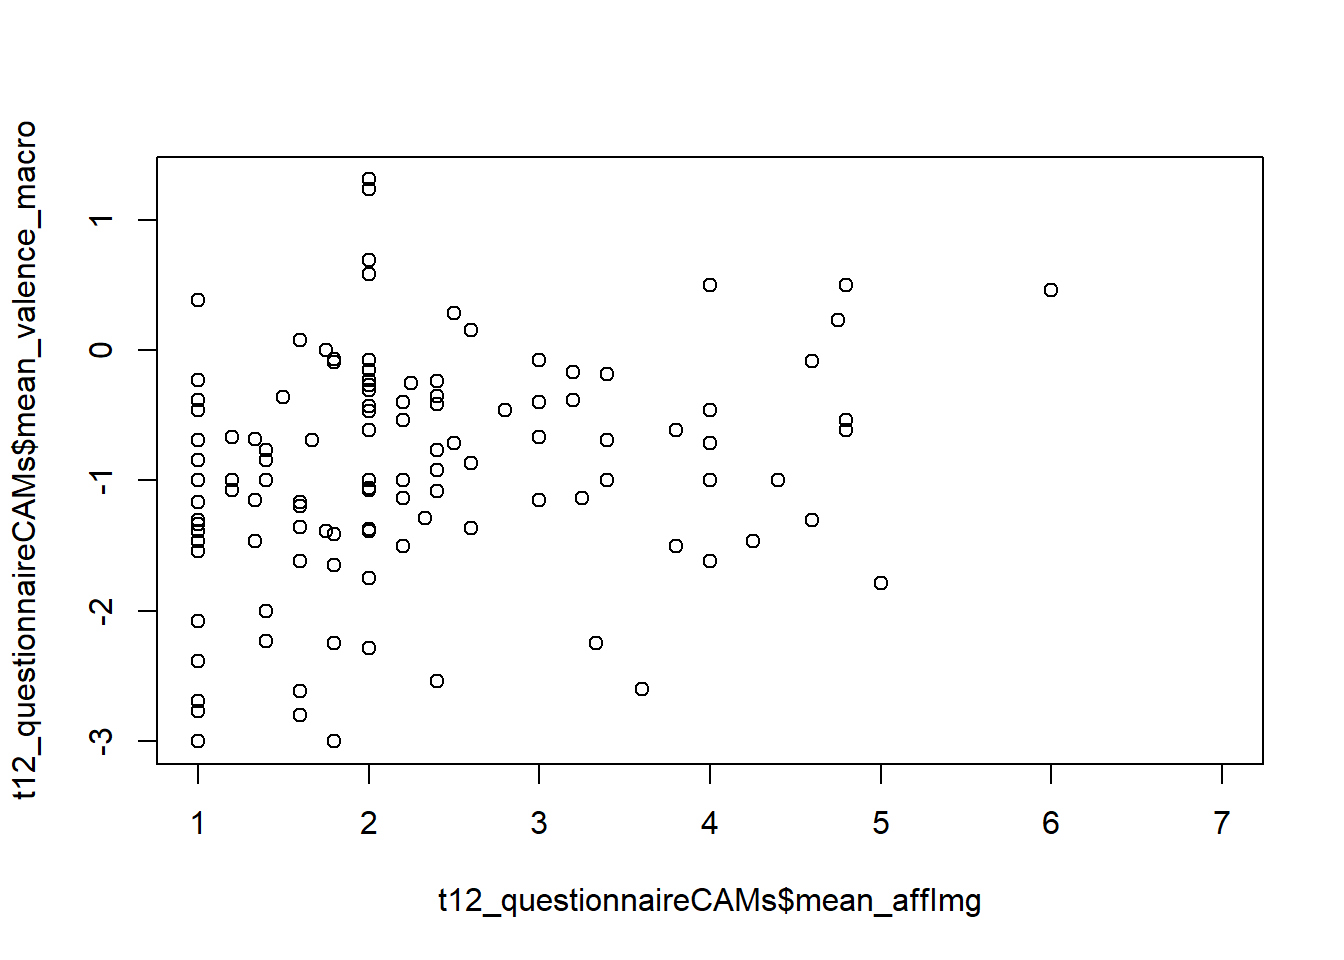 t12_questionnaireCAMs$mean_valence_macro
1
0
-1
-2
-3
1 2 3 4 5 6 7
t12_questionnaireCAMs$mean_affImg